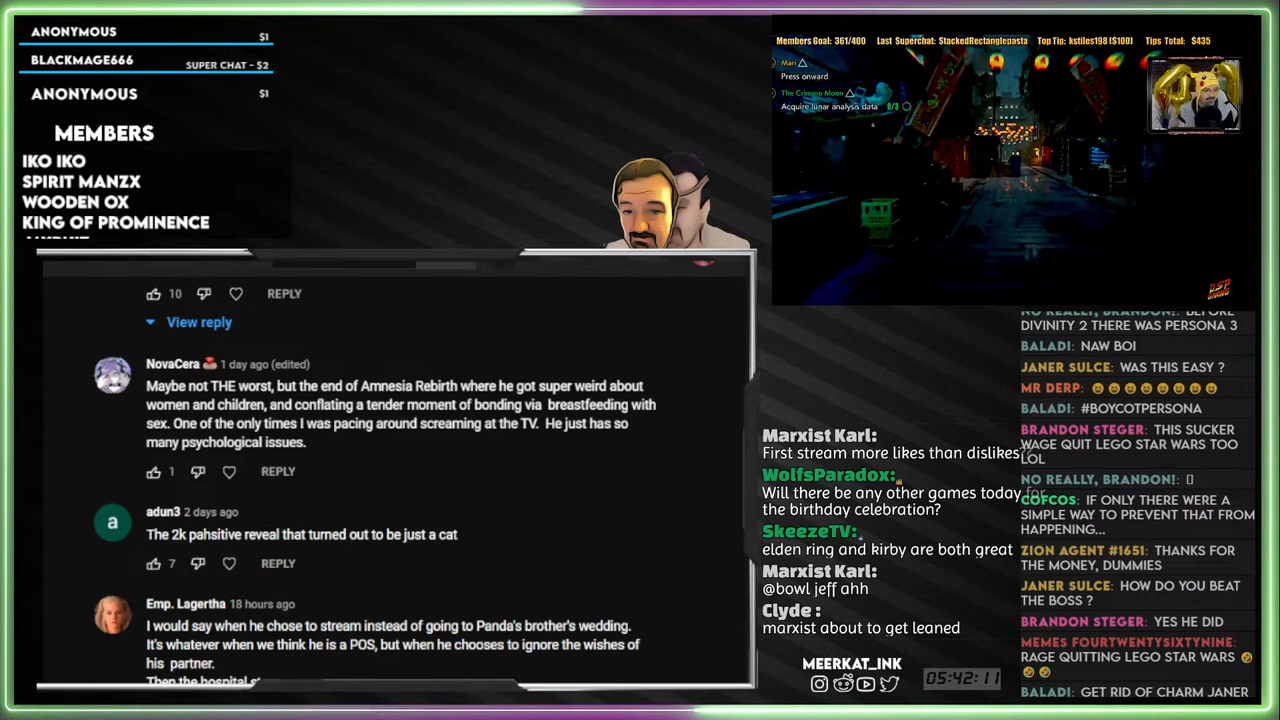 ANONYMOUS $1
BLACKMAGE666 SUPER CHAT - $2
ANONYMOUS $1
MEMBERS
IKO IKO
SPIRIT MANZX
WOODEN OX
KING OF PROMINENCE
10 REPLY
View reply
NovaCera 1 day ago (edited)
Maybe not THE worst, but the end of Amnesia Rebirth where he got super weird about
women and children, and conflating a tender moment of bonding via breastfeeding with
sex. One of the only times I was pacing around screaming at the TV. He just has so
many psychological issues.
1 REPLY
a
adun3 2 days ago
The 2k pahsitive reveal that turned out to be just a cat
7 REPLY
Emp. Lagertha 18 hours ago
I would say when he chose to stream instead of going to Panda's brother's wedding.
It's whatever when we think he is a POS, but when he chooses to ignore the wishes of
his partner.
Then the hospital
Members Goal: 361/400 Last Superchat: StackedRectanglepasta Top Tip: kstiles198 [$100] Tips Total: $435
Mari
Press onward
The Crimson Moon
Acquire lunar analysis data 0/3
DSP
GAMING
Marxist Karl:
First stream more likes than dislikes
WolfsParadox:
Will there be any other games today for
the birthday celebration?
SkeezeTV:
elden ring and kirby are both great
Marxist Karl:
@bowl jeff ahh
Clyde :
marxist about to get leaned
MEERKAT_INK
05:42:11
NO REALLY, BRANDON!: BEFORE
DIVINITY 2 THERE WAS PERSONA 3
BALADI: NAW BOI
JANER SULCE: WAS THIS EASY ?
MR DERP: 😆😆😆😆😆😆😆😆
BALADI: #BOYCOTPERSONA
BRANDON STEGER: THIS SUCKER
WAGE QUIT LEGO STAR WARS TOO
LOL
NO REALLY, BRANDON!: []
COFCOS: IF ONLY THERE WERE A
SIMPLE WAY TO PREVENT THAT FROM
HAPPENING...
ZION AGENT #1651: THANKS FOR
THE MONEY, DUMMIES
JANER SULCE: HOW DO YOU BEAT
THE BOSS ?
BRANDON STEGER: YES HE DID
MEMES FOURTWENTYSIXTYNINE:
RAGE QUITTING LEGO STAR WARS 🤣
🤣🤣
BALADI: GET RID OF CHARM JANER